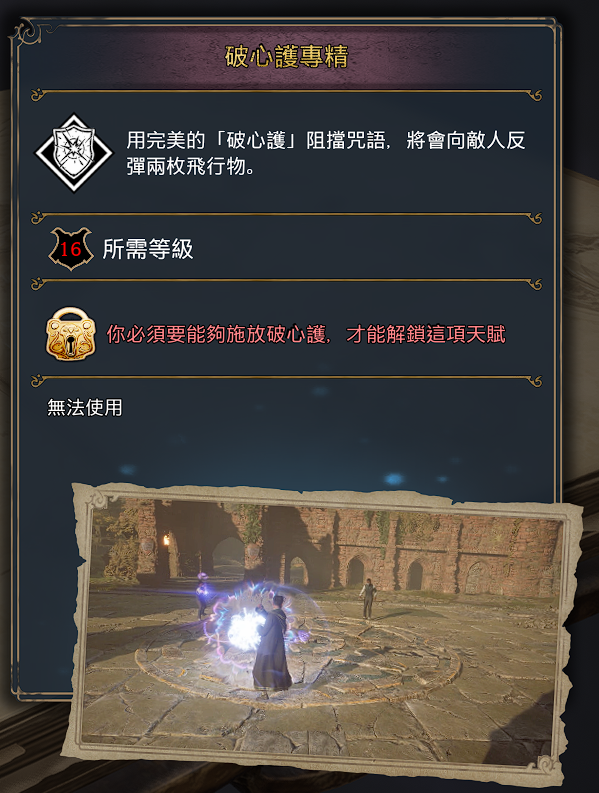 破心護專精
用完美的「破心護」阻擋咒語，將會向敵人反
彈兩枚飛行物。
16 所需等級
你必須要能夠施放破心護，才能解鎖這項天賦
無法使用